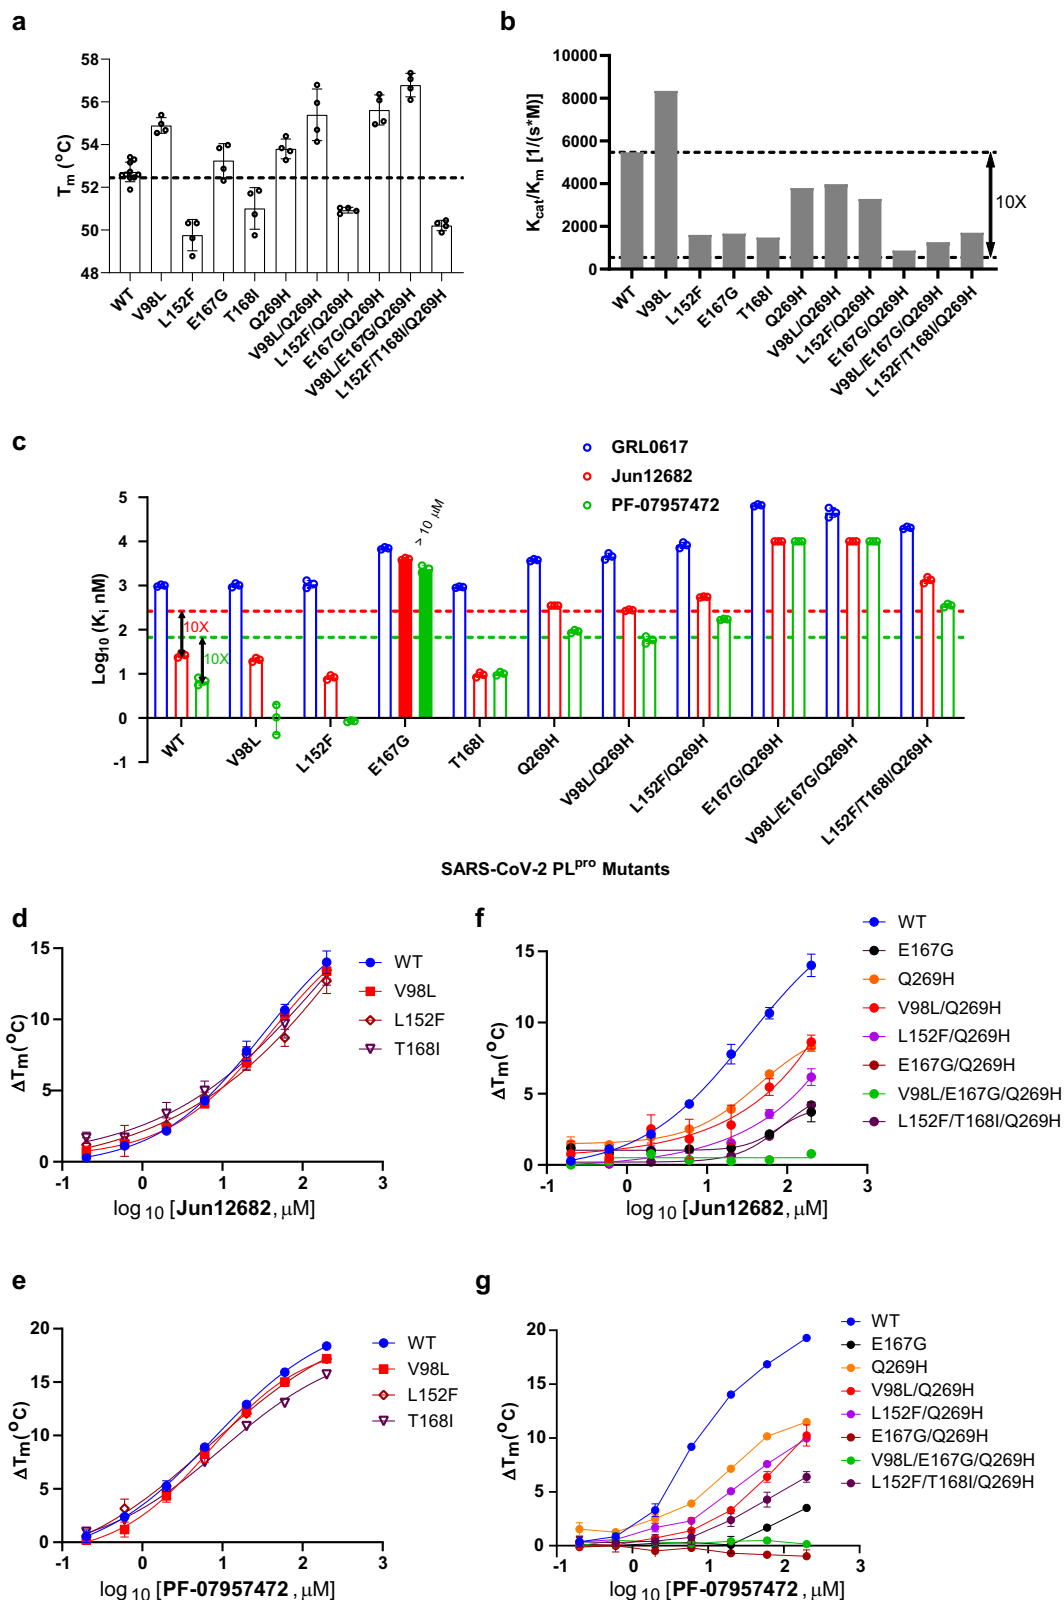 a
58
56
54
52
50
48
Tm (°C)
WT
V98L
L152F
E167G
T168I
Q269H
V98L/Q269H
L152F/Q269H
E167G/Q269H
V98L/E167G/Q269H
L152F/T168I/Q269H
b
10000
8000
6000
4000
2000
0
Kcat/Km [1/(s*M)]
10X
WT
V98L
L152F
E167G
T168I
Q269H
V98L/Q269H
L152F/Q269H
E167G/Q269H
V98L/E167G/Q269H
L152F/T168I/Q269H
c
GRL0617
Jun12682
PF-07957472
5
4
3
2
1
0
-1
Log10 (Ki nM)
10X
10X
> 10 μM
WT
V98L
L152F
E167G
T168I
Q269H
V98L/Q269H
L152F/Q269H
E167G/Q269H
V98L/E167G/Q269H
L152F/T168I/Q269H
SARS-CoV-2 PLpro Mutants
d
15
10
5
0
ΔTm(°C)
-1
0
1
2
3
log 10 [Jun12682, μM]
WT
V98L
L152F
T168I
f
15
10
5
0
ΔTm(°C)
-1
0
1
2
3
log 10 [Jun12682, μM]
WT
E167G
Q269H
V98L/Q269H
L152F/Q269H
E167G/Q269H
V98L/E167G/Q269H
L152F/T168I/Q269H
e
20
15
10
5
0
ΔTm(°C)
-1
0
1
2
3
log 10 [PF-07957472 , μM]
WT
V98L
L152F
T168I
g
20
15
10
5
0
ΔTm(°C)
-1
0
1
2
3
log 10 [PF-07957472 , μM]
WT
E167G
Q269H
V98L/Q269H
L152F/Q269H
E167G/Q269H
V98L/E167G/Q269H
L152F/T168I/Q269H